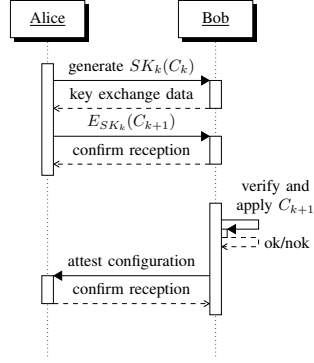 Alice Bob
generate $SK_k(C_k)$
key exchange data
$E_{SK_k}(C_{k+1})$
confirm reception
verify and
apply $C_{k+1}$
ok/nok
attest configuration
confirm reception